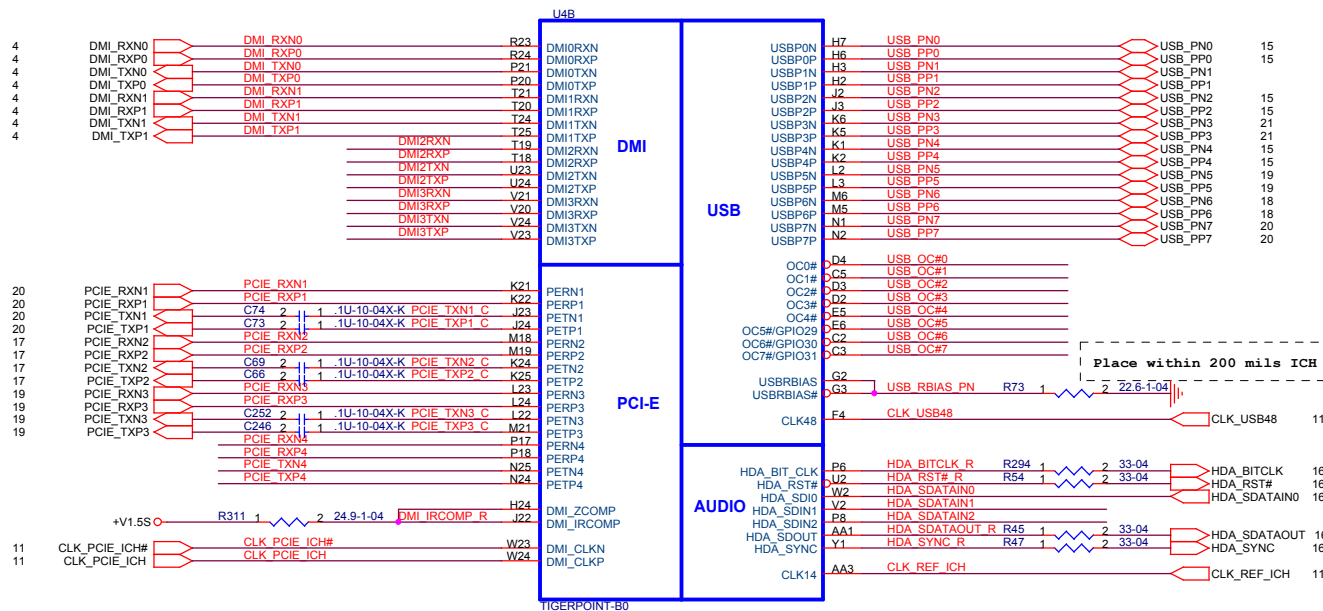 U4B
4 DMI_RXN0 DMI_RXN0 R23 DMI0RXN USBP0N H7 USB_PN0 USB_PN0 15
4 DMI_RXP0 DMI_RXP0 R24 DMI0RXP USBP0P H6 USB_PP0 USB_PP0 15
4 DMI_TXN0 DMI_TXN0 P21 DMI0TXN USBP1N H3 USB_PN1 USB_PN1
4 DMI_TXP0 DMI_TXP0 P20 DMI0TXP USBP1P H2 USB_PP1 USB_PP1
4 DMI_RXN1 DMI_RXN1 T21 DMI1RXN USBP2N J2 USB_PN2 USB_PN2 15
4 DMI_RXP1 DMI_RXP1 T20 DMI1RXP USBP2P J3 USB_PP2 USB_PP2 15
4 DMI_TXN1 DMI_TXN1 T24 DMI1TXN USBP3N K6 USB_PN3 USB_PN3 21
4 DMI_TXP1 DMI_TXP1 T25 DMI1TXP USBP3P K5 USB_PP3 USB_PP3 21
DMI2RXN T19 DMI2RXN DMI USBP4N K1 USB_PN4 USB_PN4 15
DMI2RXP T18 DMI2RXP USBP4P K2 USB_PP4 USB_PP4 15
DMI2TXN U23 DMI2TXN USBP5N L2 USB_PN5 USB_PN5 19
DMI2TXP U24 DMI2TXP USBP5P L3 USB_PP5 USB_PP5 19
DMI3RXN V21 DMI3RXN USBP6N M6 USB_PN6 USB_PN6 18
DMI3RXP V20 DMI3RXP USB USBP6P M5 USB_PP6 USB_PP6 18
DMI3TXN V24 DMI3TXN USBP7N N1 USB_PN7 USB_PN7 20
DMI3TXP V23 DMI3TXP USBP7P N2 USB_PP7 USB_PP7 20
OC0# D4 USB_OC#0
OC1# C5 USB_OC#1
20 PCIE_RXN1 PCIE_RXN1 K21 PERN1 OC2# D3 USB_OC#2
20 PCIE_RXP1 PCIE_RXP1 K22 PERP1 OC3# D2 USB_OC#3
20 PCIE_TXN1 C74 2 1 .1U-10-04X-K PCIE_TXN1_C J23 PETN1 OC4# E5 USB_OC#4
20 PCIE_TXP1 C73 2 1 .1U-10-04X-K PCIE_TXP1_C J24 PETP1 OC5#/GPIO29 E6 USB_OC#5
17 PCIE_RXN2 PCIE_RXN2 M18 PERN2 OC6#/GPIO30 C2 USB_OC#6
17 PCIE_RXP2 PCIE_RXP2 M19 PERP2 OC7#/GPIO31 C3 USB_OC#7
Place within 200 mils ICH
17 PCIE_TXN2 C69 2 1 .1U-10-04X-K PCIE_TXN2_C K24 PETN2
17 PCIE_TXP2 C66 2 1 .1U-10-04X-K PCIE_TXP2_C K25 PETP2 USBRBIAS G2
19 PCIE_RXN3 PCIE_RXN3 L23 PERN3 USBRBIAS# G3 USB_RBIAS_PN R73 1 2 22.6-1-04
19 PCIE_RXP3 PCIE_RXP3 L24 PERP3 PCI-E
19 PCIE_TXN3 C252 2 1 .1U-10-04X-K PCIE_TXN3_C L22 PETN3 CLK48 F4 CLK_USB48 CLK_USB48 11
19 PCIE_TXP3 C246 2 1 .1U-10-04X-K PCIE_TXP3_C M21 PETP3
PCIE_RXN4 P17 PERN4
PCIE_RXP4 P18 PERP4
PCIE_TXN4 N25 PETN4 HDA_BIT_CLK P6 HDA_BITCLK_R R294 1 2 33-04 HDA_BITCLK 16
PCIE_TXP4 N24 PETP4 HDA_RST# U2 HDA_RST#_R R54 1 2 33-04 HDA_RST# 16
HDA_SDI0 W2 HDA_SDATAIN0 HDA_SDATAIN0 16
H24 DMI_ZCOMP AUDIO HDA_SDIN1 V2 HDA_SDATAIN1
+V1.5S R311 1 2 24.9-1-04 DMI_IRCOMP_R J22 DMI_IRCOMP HDA_SDIN2 P8 HDA_SDATAIN2
HDA_SDOUT AA1 HDA_SDATAOUT_R R45 1 2 33-04 HDA_SDATAOUT 16
11 CLK_PCIE_ICH# CLK_PCIE_ICH# W23 DMI_CLKN HDA_SYNC Y1 HDA_SYNC_R R47 1 2 33-04 HDA_SYNC 16
11 CLK_PCIE_ICH CLK_PCIE_ICH W24 DMI_CLKP
CLK14 AA3 CLK_REF_ICH CLK_REF_ICH 11
TIGERPOINT-B0